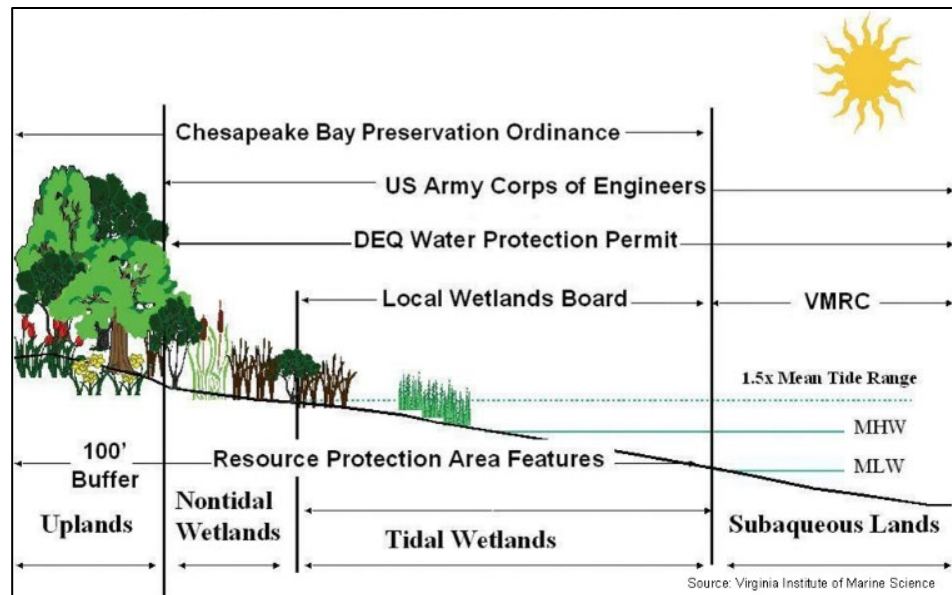 Chesapeake Bay Preservation Ordinance
US Army Corps of Engineers
DEQ Water Protection Permit
Local Wetlands Board
VMRC
1.5x Mean Tide Range
MHW
MLW
100'
Buffer
Resource Protection Area Features
Uplands
Nontidal
Wetlands
Tidal Wetlands
Subaqueous Lands
Source: Virginia Institute of Marine Science